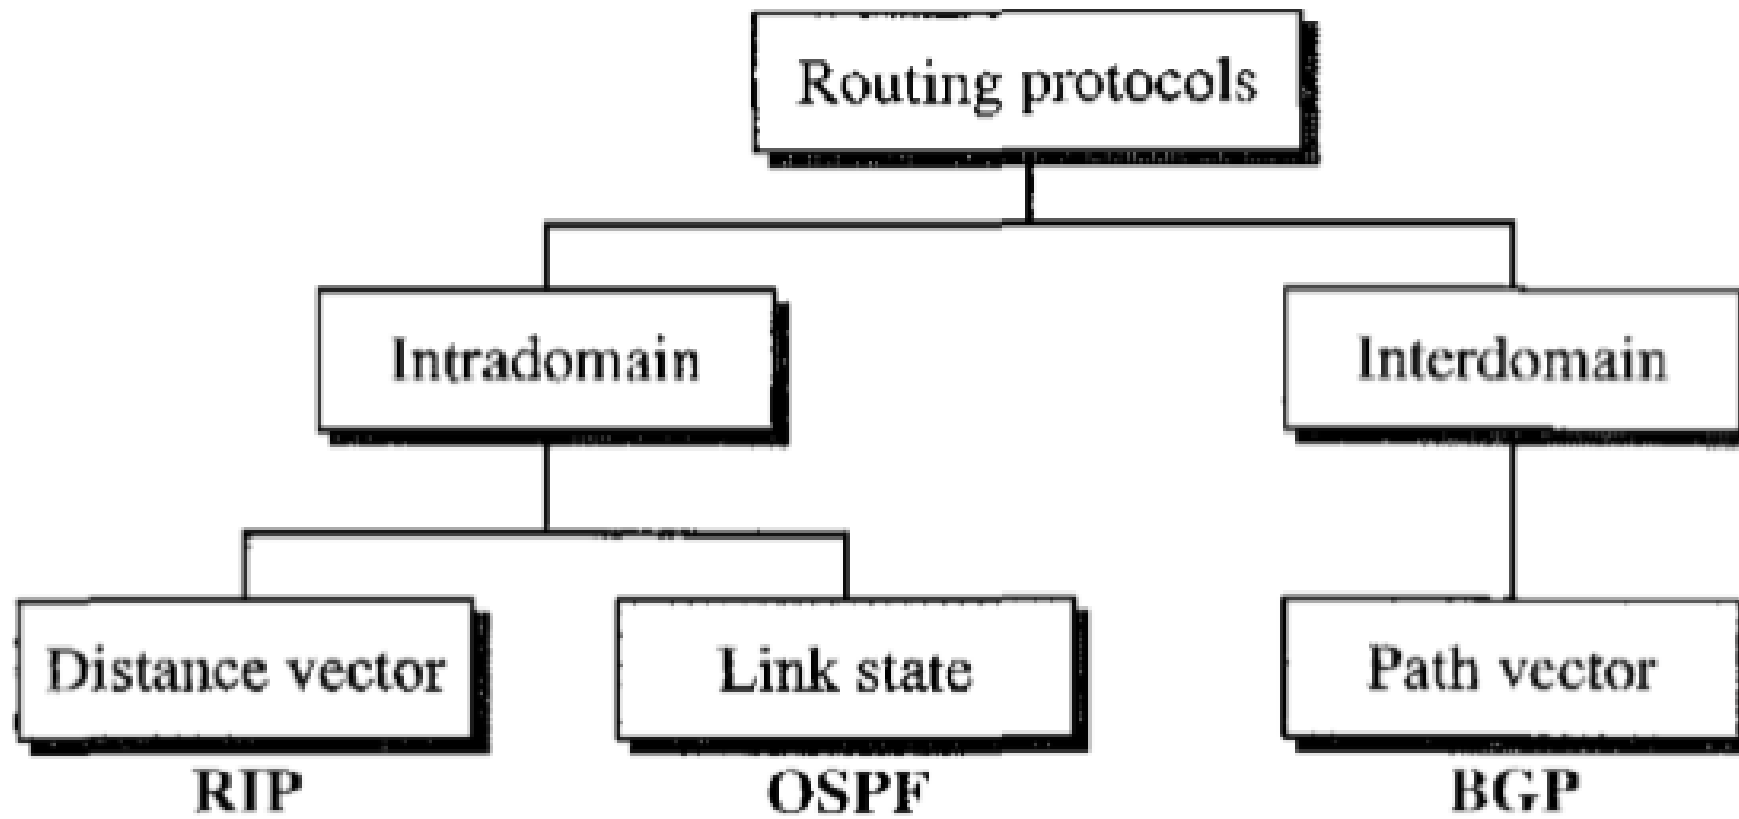 Routing protocols
Intradomain
Interdomain
Distance vector
Link state
Path vector
RIP
OSPF
BGP